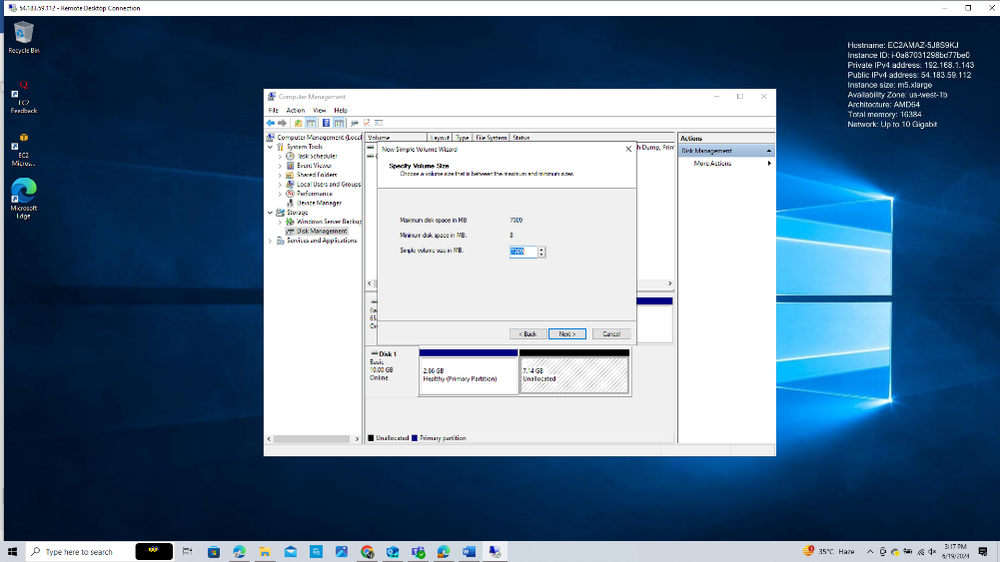 54.183.59.112 - Remote Desktop Connection
Recycle Bin
EC2
Feedback
EC2
Micros...
Microsoft
Edge
Hostname: EC2AMAZ-5J8S9KJ
Instance ID: i-0a87031298bd77be0
Private IPv4 address: 192.168.1.143
Public IPv4 address: 54.183.59.112
Instance size: m5.xlarge
Availability Zone: us-west-1b
Architecture: AMD64
Total memory: 16384
Network: Up to 10 Gigabit
Computer Management
File Action View Help
Computer Management (Local
System Tools
Task Scheduler
Event Viewer
Shared Folders
Local Users and Groups
Performance
Device Manager
Storage
Windows Server Backup
Disk Management
Services and Applications
Volume Layout Type File System Status
h Dump, Prim
Actions
Disk Management
More Actions
New Simple Volume Wizard
Specify Volume Size
Choose a volume size that is between the maximum and minimum sizes
Maximum disk space in MB: 7309
Minimum disk space in MB: 8
Simple volume size in MB: 7309
< Back Next > Cancel
Ba
65.
On
Disk 1
Basic
10.00 GB
Online
2.86 GB
Healthy (Primary Partition)
7.14 GB
Unallocated
Unallocated Primary partition
Type here to search
35°C Haze
3:17 PM
6/19/2024